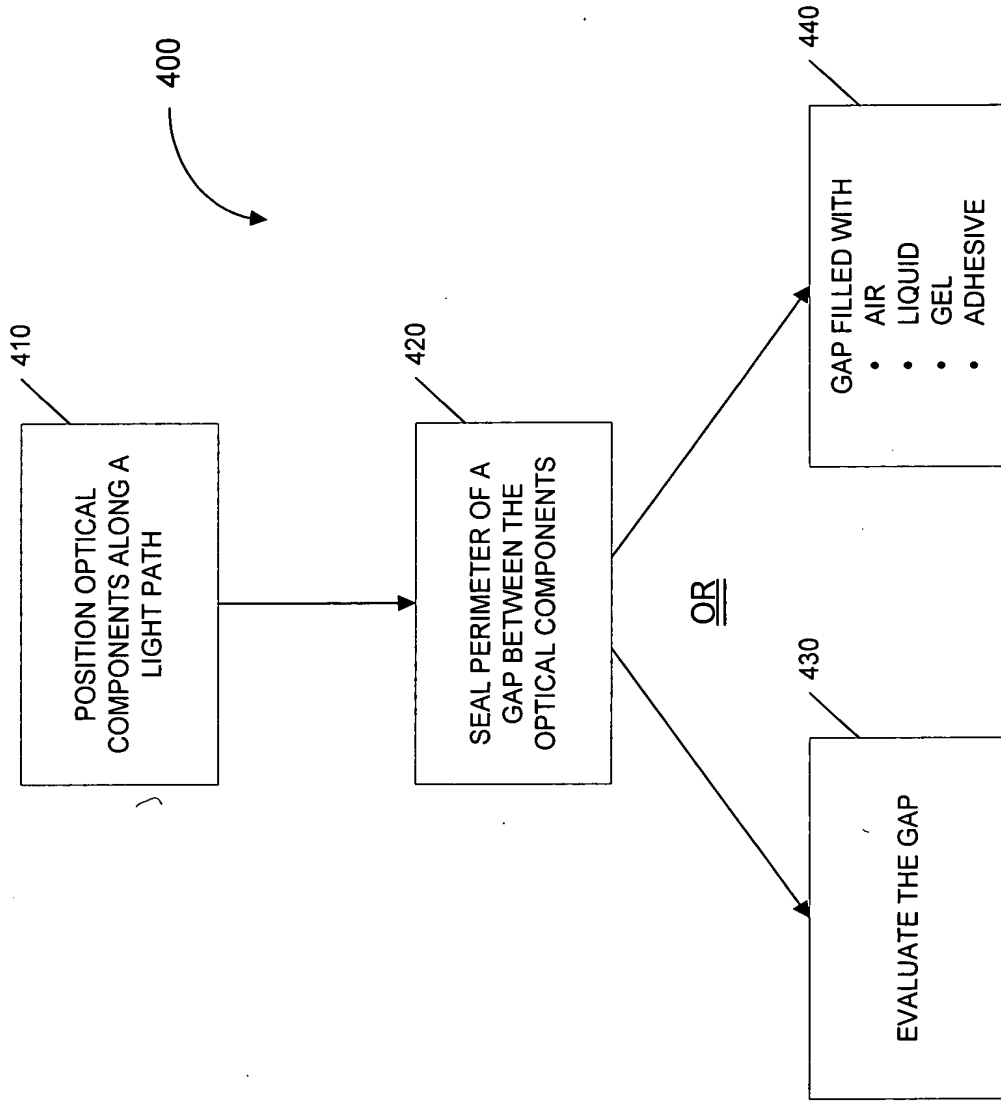 400
410
POSITION OPTICAL
COMPONENTS ALONG A
LIGHT PATH
420
SEAL PERIMETER OF A
GAP BETWEEN THE
OPTICAL COMPONENTS
OR
430
EVALUATE THE GAP
440
GAP FILLED WITH
• AIR
• LIQUID
• GEL
• ADHESIVE